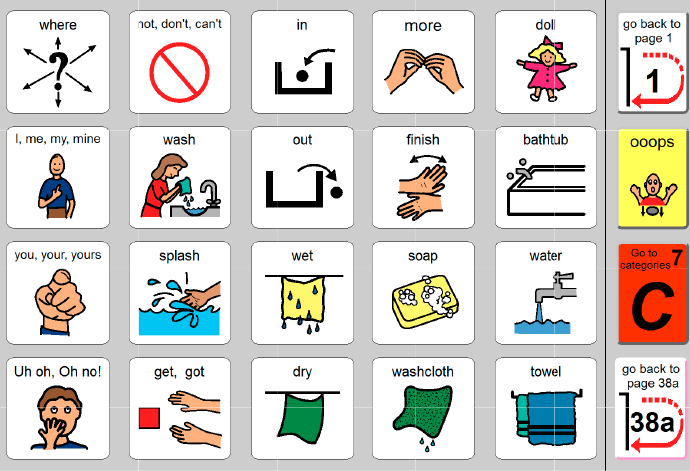 where
not, don't, can't
in
more
doll
go back to
page 1
1
I, me, my, mine
wash
out
finish
bathtub
ooops
you, your, yours
splash
wet
soap
water
Go to
categories 7
C
Uh oh, Oh no!
get, got
dry
washcloth
towel
go back to
page 38a
38a